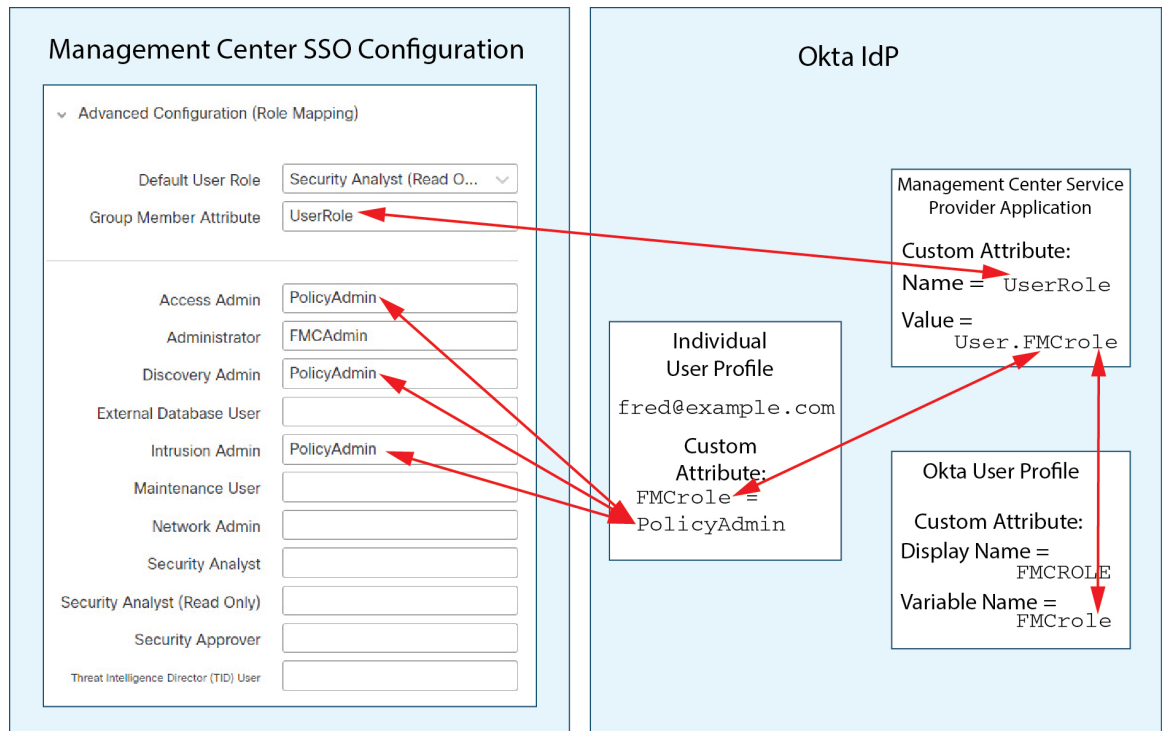 Management Center SSO Configuration
Advanced Configuration (Role Mapping)
Default User Role Security Analyst (Read O...
Group Member Attribute UserRole
Access Admin PolicyAdmin
Administrator FMCAdmin
Discovery Admin PolicyAdmin
External Database User
Intrusion Admin PolicyAdmin
Maintenance User
Network Admin
Security Analyst
Security Analyst (Read Only)
Security Approver
Threat Intelligence Director (TID) User
Okta IdP
Individual
User Profile
fred@example.com
Custom
Attribute:
FMCrole =
PolicyAdmin
Management Center Service
Provider Application
Custom Attribute:
Name = UserRole
Value =
User.FMCrole
Okta User Profile
Custom Attribute:
Display Name =
FMCROLE
Variable Name =
FMCrole